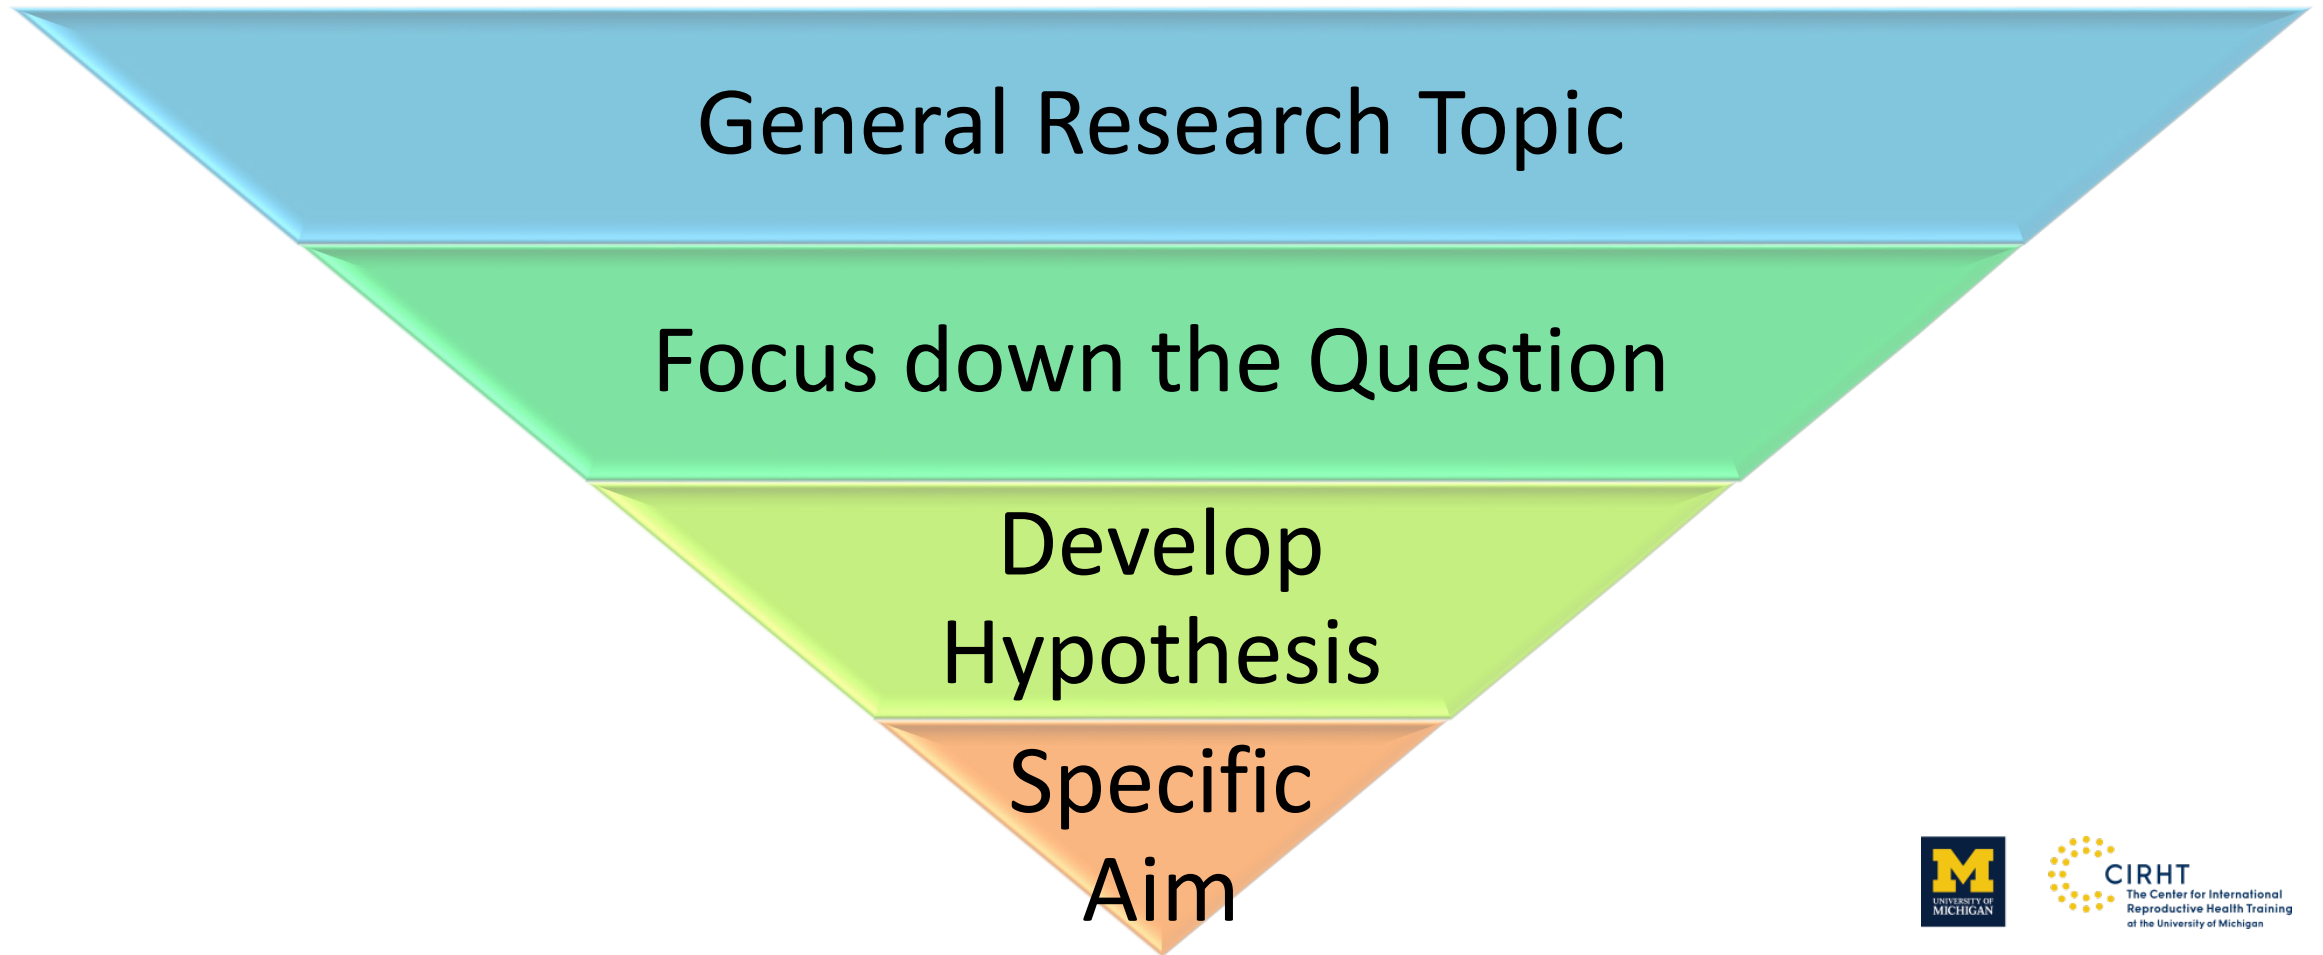 General Research Topic
Focus down the Question
Develop
Hypothesis
Specific
Aim
M
UNIVERSITY OF
MICHIGAN
CIRHT
The Center for International
Reproductive Health Training
at the University of Michigan